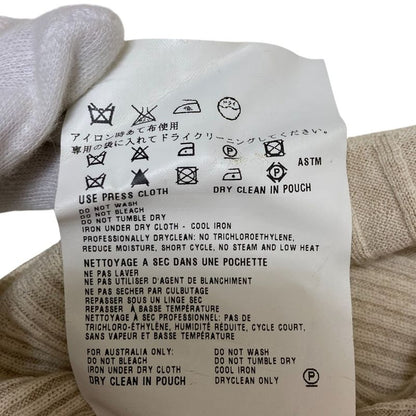 アイロン時あて布使用
専用の袋に入れてドライクリーニングしてください
ASTM
USE PRESS CLOTH DRY CLEAN IN POUCH
DO NOT WASH
DO NOT BLEACH
DO NOT TUMBLE DRY
IRON UNDER DRY CLOTH - COOL IRON
PROFESSIONALLY DRYCLEAN: NO TRICHLOROETHYLENE,
REDUCE MOISTURE, SHORT CYCLE, NO STEAM AND LOW HEAT
NETTOYAGE A SEC DANS UNE POCHETTE
NE PAS LAVER
NE PAS UTILISER D'AGENT DE BLANCHIMENT
NE PAS SECHER PAR CULBUTAGE
REPASSER SOUS UN LINGE SEC
REPASSER À BASSE TEMPÉRATURE
NETTOYAGE À SEC PROFESSIONNEL: PAS DE
TRICHLORO-ÉTHYLÈNE, HUMIDITÉ RÉDUITE, CYCLE COURT,
SANS VAPEUR ET BASSE TEMPÉRATURE
FOR AUSTRALIA ONLY: DO NOT WASH
DO NOT BLEACH DO NOT TUMBLE DRY
IRON UNDER DRY CLOTH COOL IRON
DRY CLEAN IN POUCH DRYCLEAN ONLY P